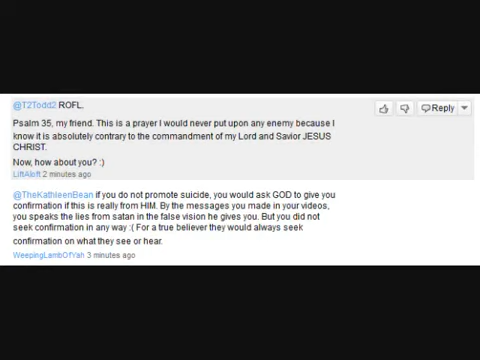 @T2Todd2 ROFL.
Psalm 35, my friend. This is a prayer I would never put upon any enemy because I
know it is absolutely contrary to the commandment of my Lord and Savior JESUS
CHRIST.
Now, how about you? :)
LiftAloft 2 minutes ago
Reply
@TheKathleenBean if you do not promote suicide, you would ask GOD to give you
confirmation if this is really from HIM. By the messages you made in your videos,
you speaks the lies from satan in the false vision he gives you. But you did not
seek confirmation in any way :( For a true believer they would always seek
confirmation on what they see or hear.
WeepingLambOfYah 3 minutes ago